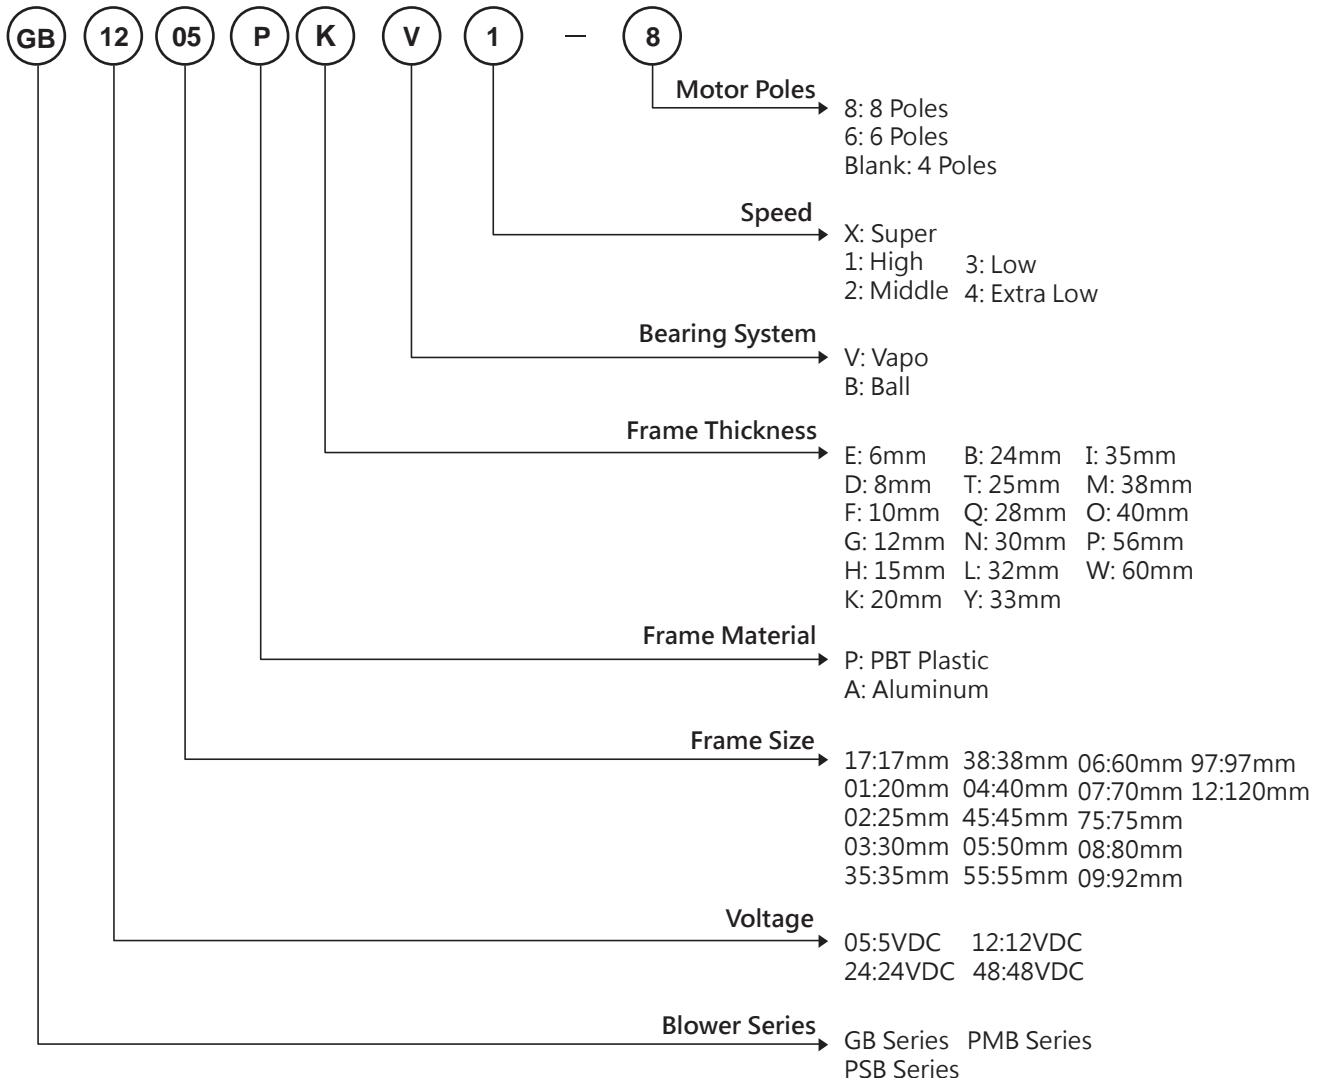 GB 12 05 P K V 1 — 8
Motor Poles
8: 8 Poles
6: 6 Poles
Blank: 4 Poles
Speed
X: Super
1: High 3: Low
2: Middle 4: Extra Low
Bearing System
V: Vapo
B: Ball
Frame Thickness
E: 6mm B: 24mm I: 35mm
D: 8mm T: 25mm M: 38mm
F: 10mm Q: 28mm O: 40mm
G: 12mm N: 30mm P: 56mm
H: 15mm L: 32mm W: 60mm
K: 20mm Y: 33mm
Frame Material
P: PBT Plastic
A: Aluminum
Frame Size
17:17mm 38:38mm 06:60mm 97:97mm
01:20mm 04:40mm 07:70mm 12:120mm
02:25mm 45:45mm 75:75mm
03:30mm 05:50mm 08:80mm
35:35mm 55:55mm 09:92mm
Voltage
05:5VDC 12:12VDC
24:24VDC 48:48VDC
Blower Series
GB Series PMB Series
PSB Series